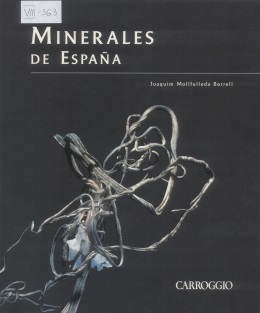 VIII-363
MINERALES
DE ESPAÑA
Joaquim Mollfulleda Borrell
CARROGGIO